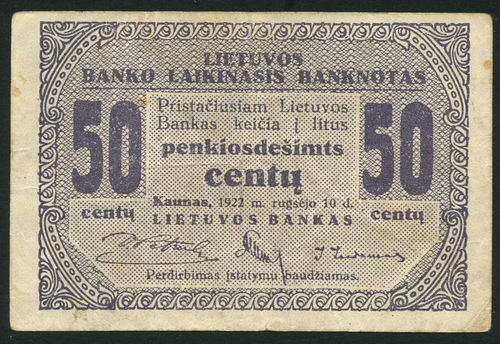 LIETUVOS
BANKO LAIKINASIS BANKNOTAS
50
Pristačiusiam Lietuvos
Bankas keičia į litus
penkiosdešimts
centų
50
centų
centų
Kaunas, 1922 m. rugsėjo 10 d.
LIETUVOS BANKAS
Perdirbimas įstatymu baudžiamas.